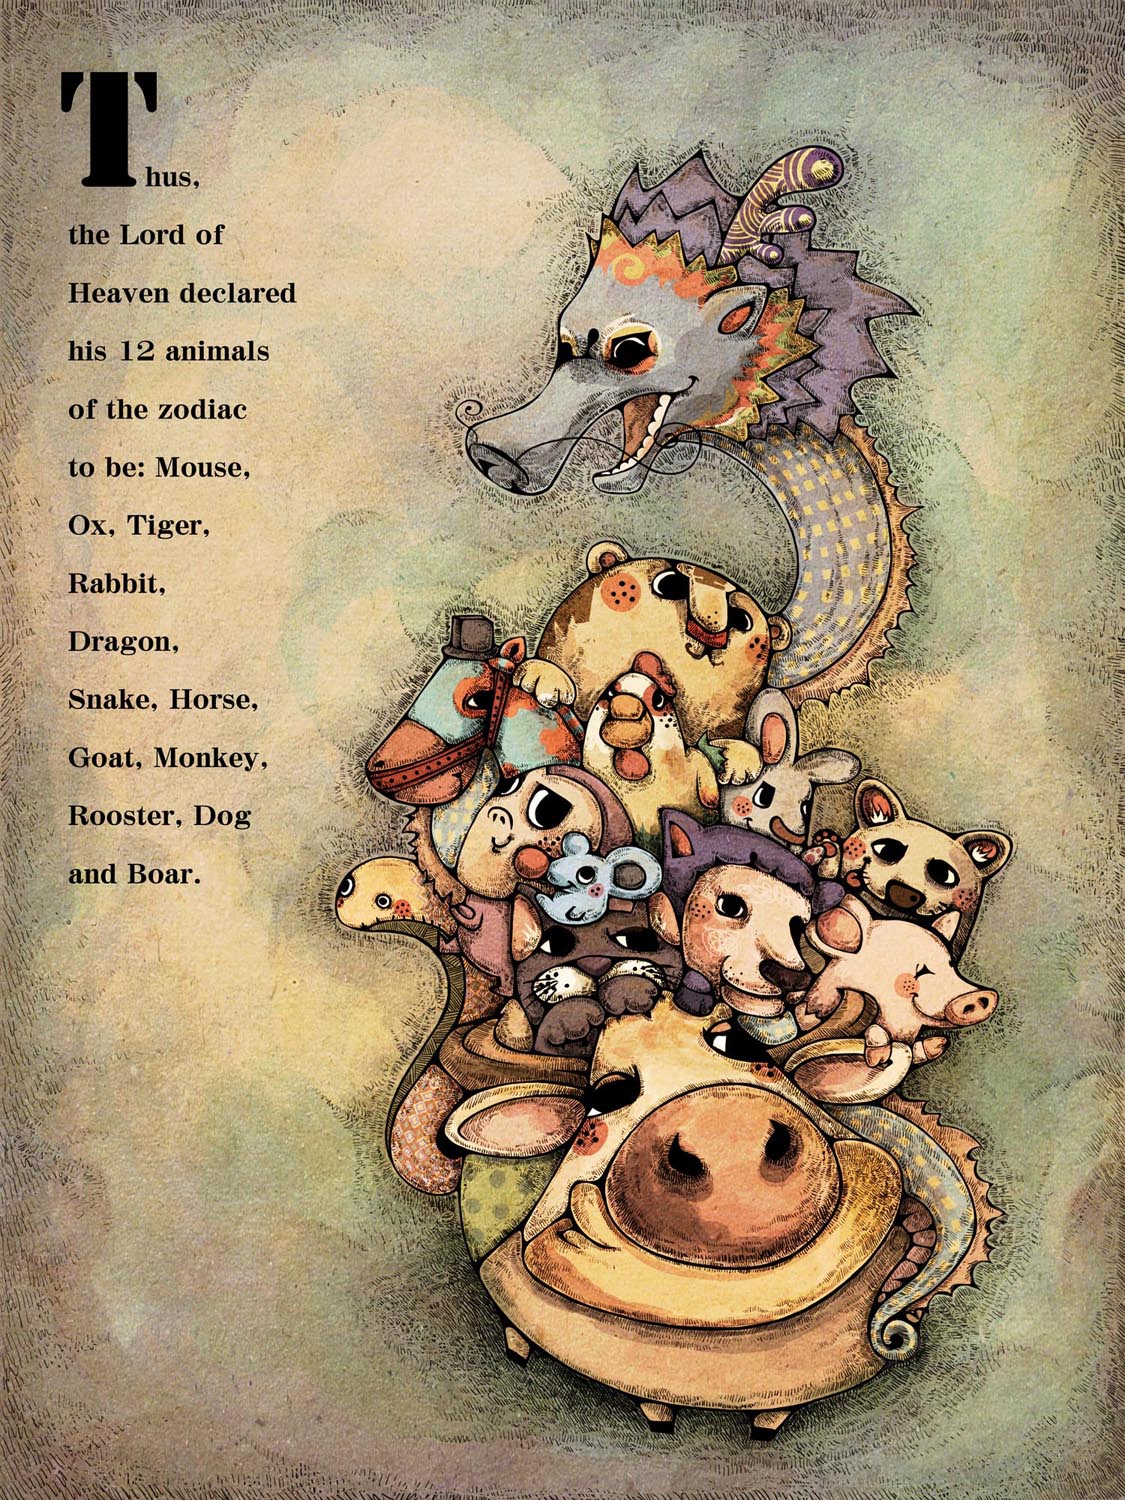 Thus,
the Lord of
Heaven declared
his 12 animals
of the zodiac
to be: Mouse,
Ox, Tiger,
Rabbit,
Dragon,
Snake, Horse,
Goat, Monkey,
Rooster, Dog
and Boar.